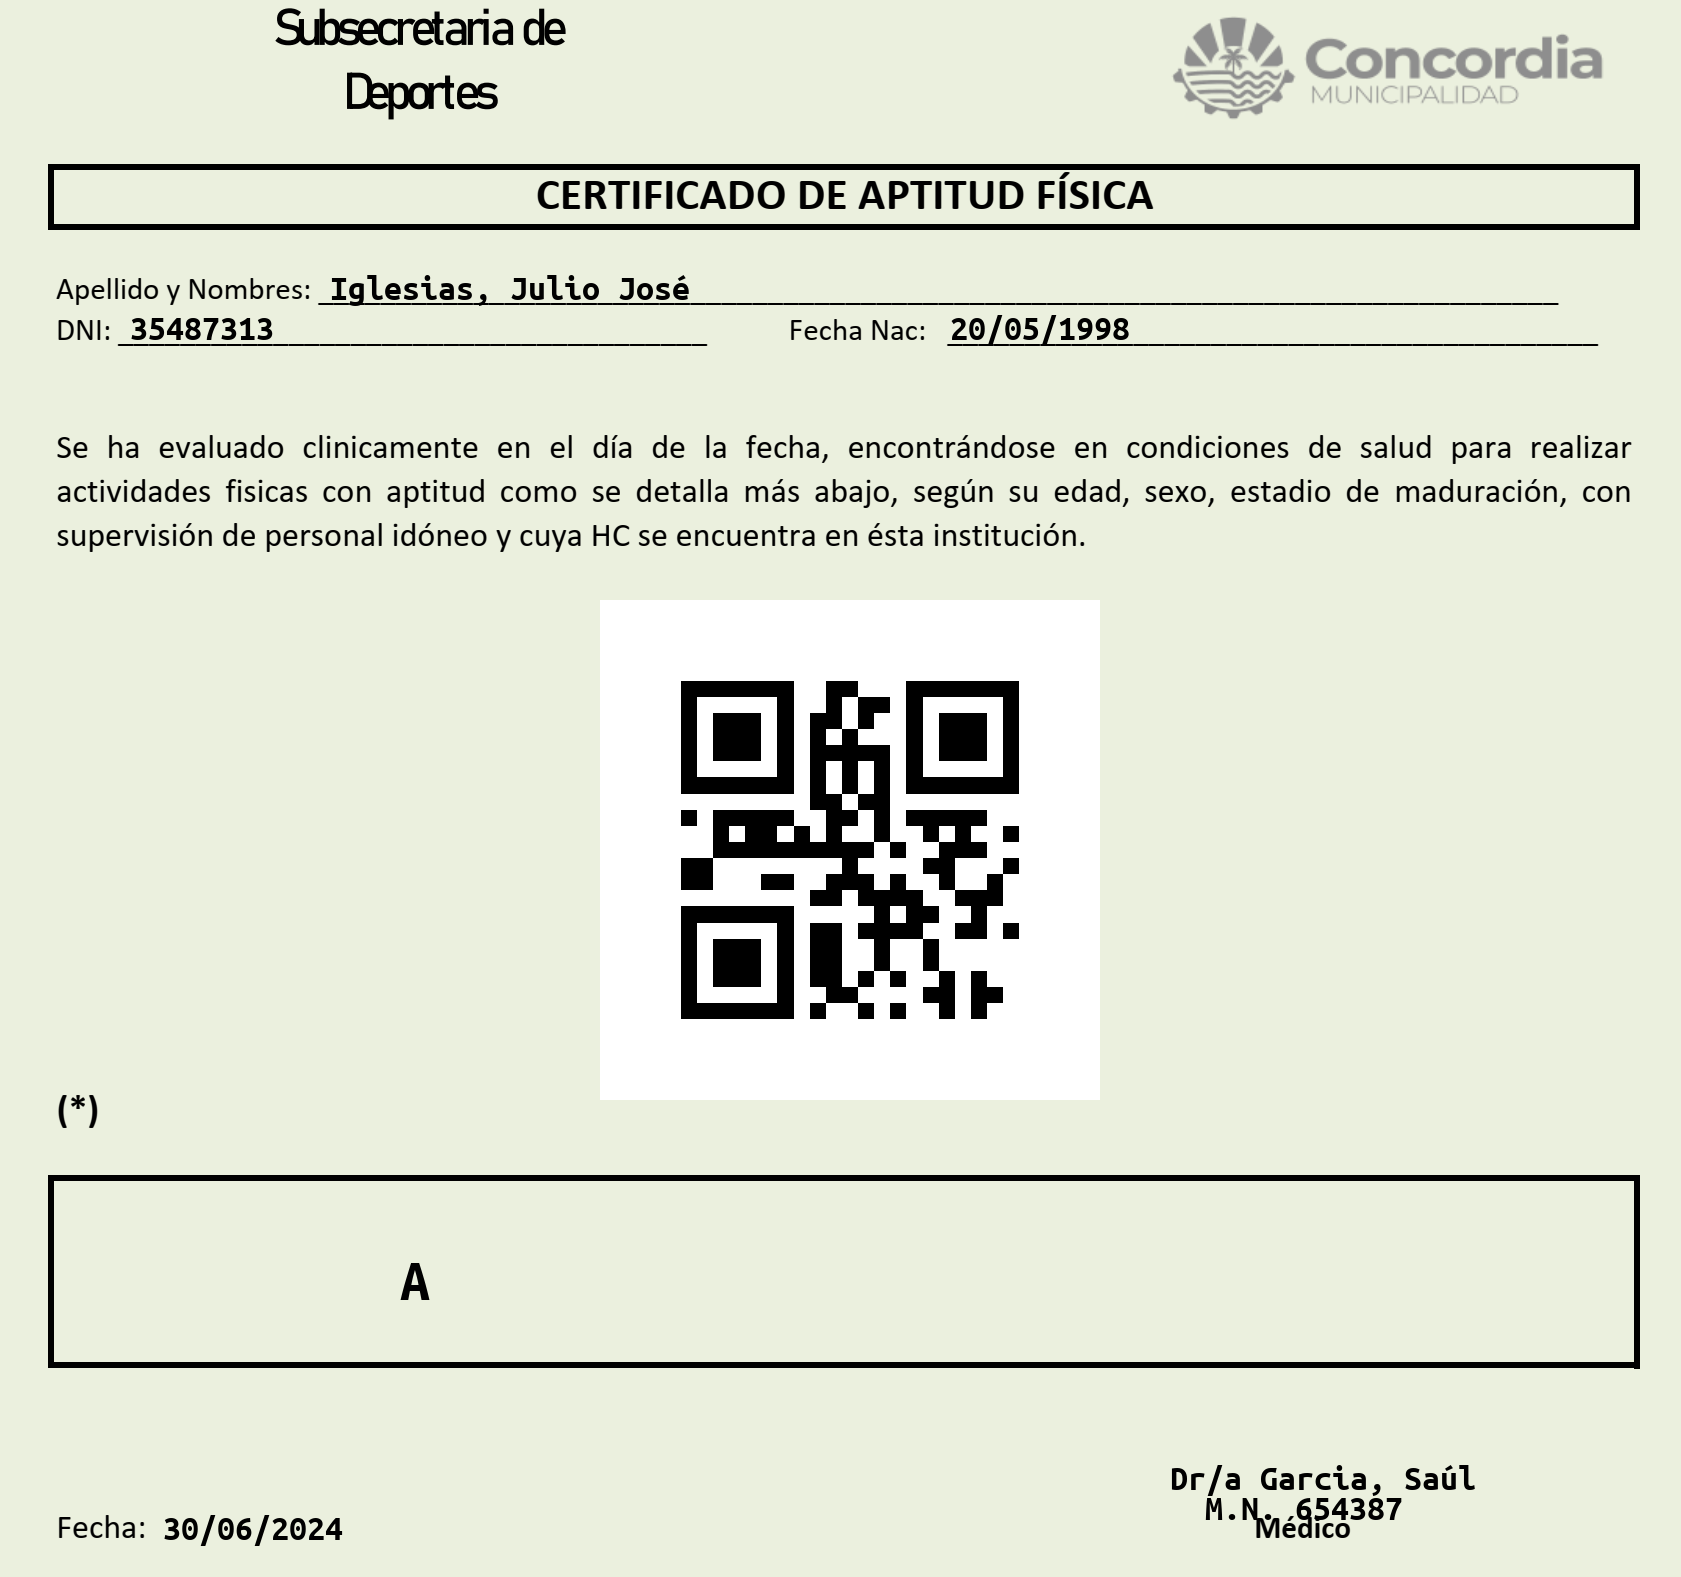 Subsecretaria de
Deportes
Concordia
MUNICIPALIDAD
CERTIFICADO DE APTITUD FÍSICA
Apellido y Nombres: Iglesias, Julio José
DNI: 35487313 Fecha Nac: 20/05/1998
Se ha evaluado clinicamente en el día de la fecha, encontrándose en condiciones de salud para realizar
actividades fisicas con aptitud como se detalla más abajo, según su edad, sexo, estadio de maduración, con
supervisión de personal idóneo y cuya HC se encuentra en ésta institución.
(*)
A
Dr/a Garcia, Saúl
M.N. 654387
Médico
Fecha: 30/06/2024